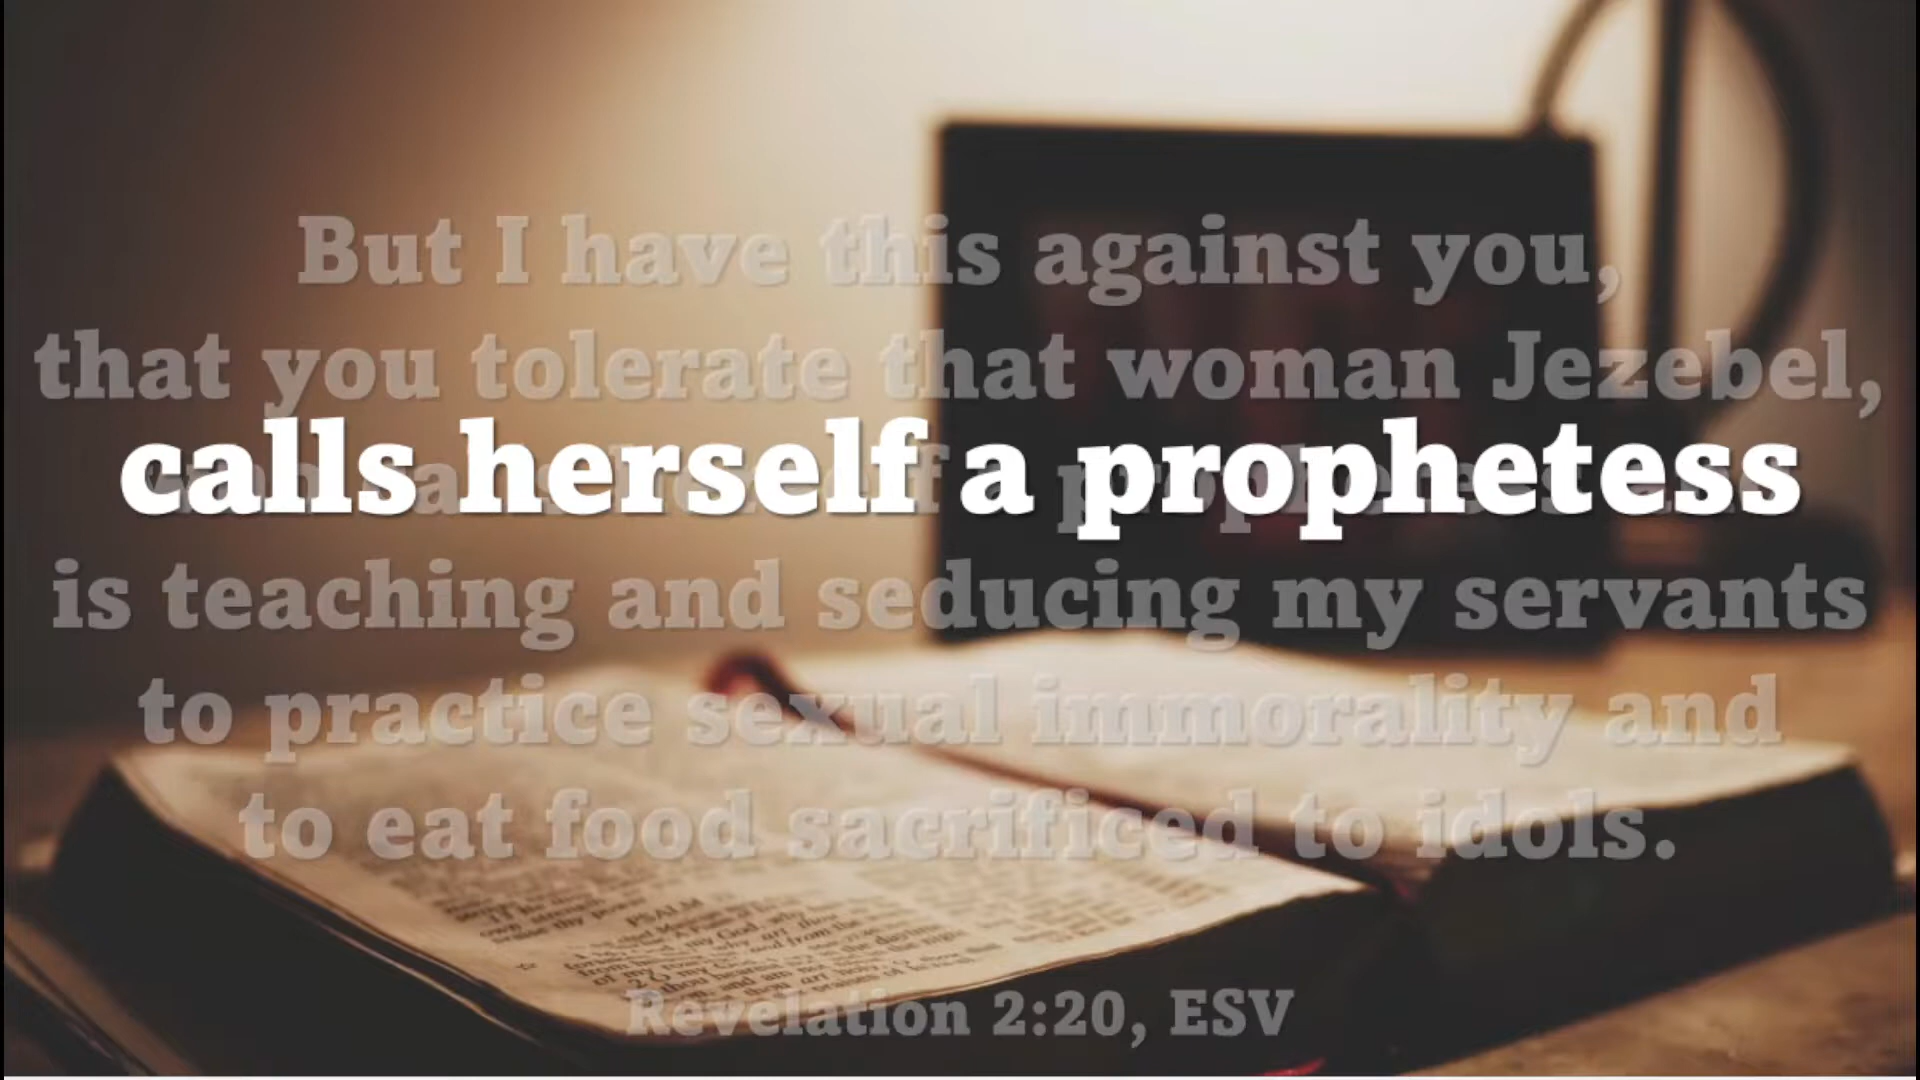 But I have this against you,
that you tolerate that woman Jezebel,
calls herself a prophetess
is teaching and seducing my servants
to practice sexual immorality and
to eat food sacrificed to idols.
PSALM
Revelation 2:20, ESV